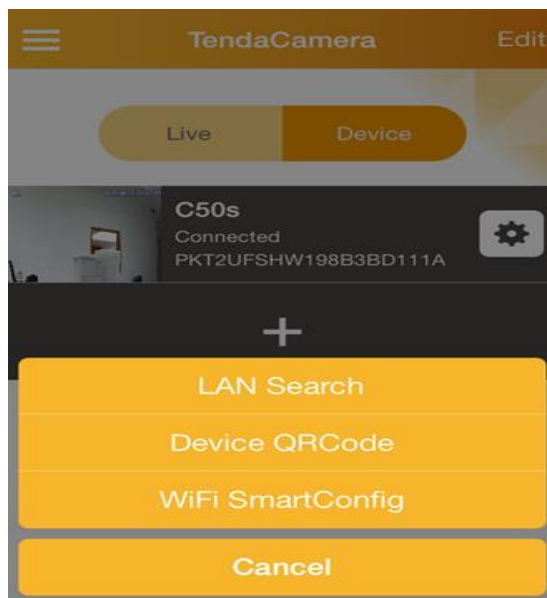 TendaCamera
Edit
Live
Device
C50s
Connected
PKT2UFSHW198B3BD111A
+
LAN Search
Device QRCode
WiFi SmartConfig
Cancel